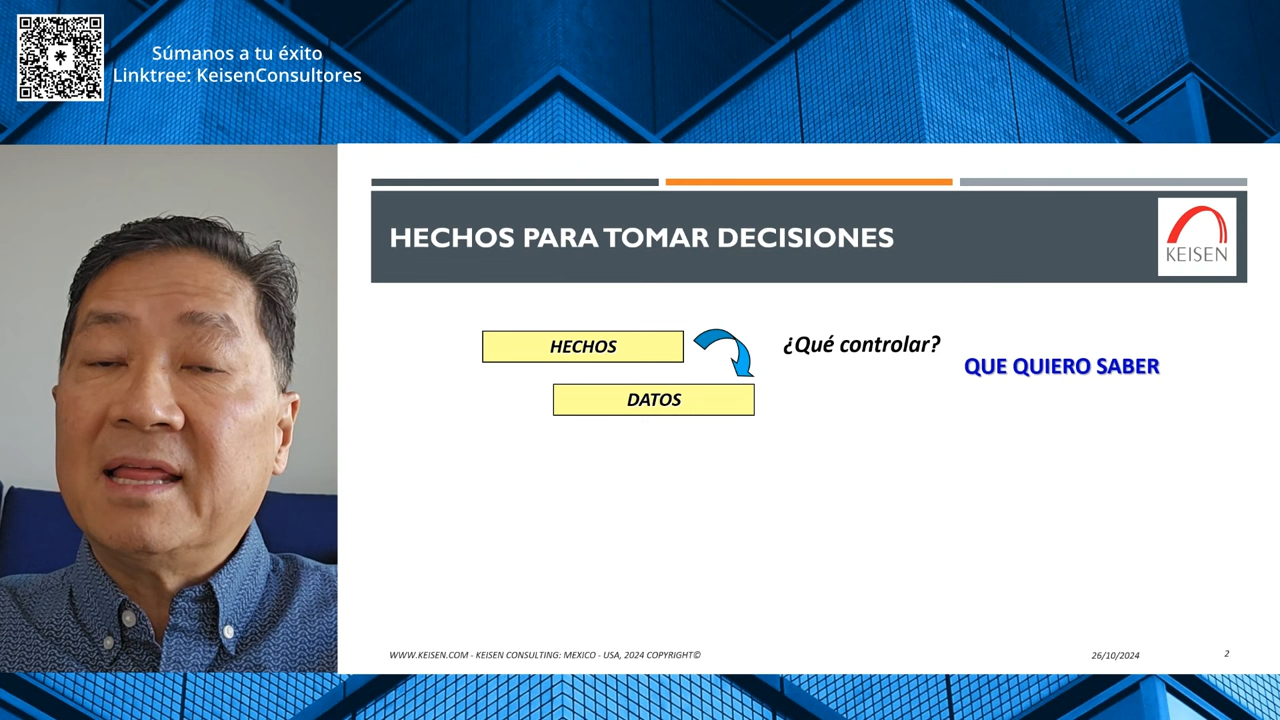 Súmanos a tu éxito
Linktree: KeisenConsultores
HECHOS PARA TOMAR DECISIONES
KEISEN
HECHOS
¿Qué controlar?
QUE QUIERO SABER
DATOS
WWW.KEISEN.COM - KEISEN CONSULTING: MEXICO - USA, 2024 COPYRIGHT©
26/10/2024
2